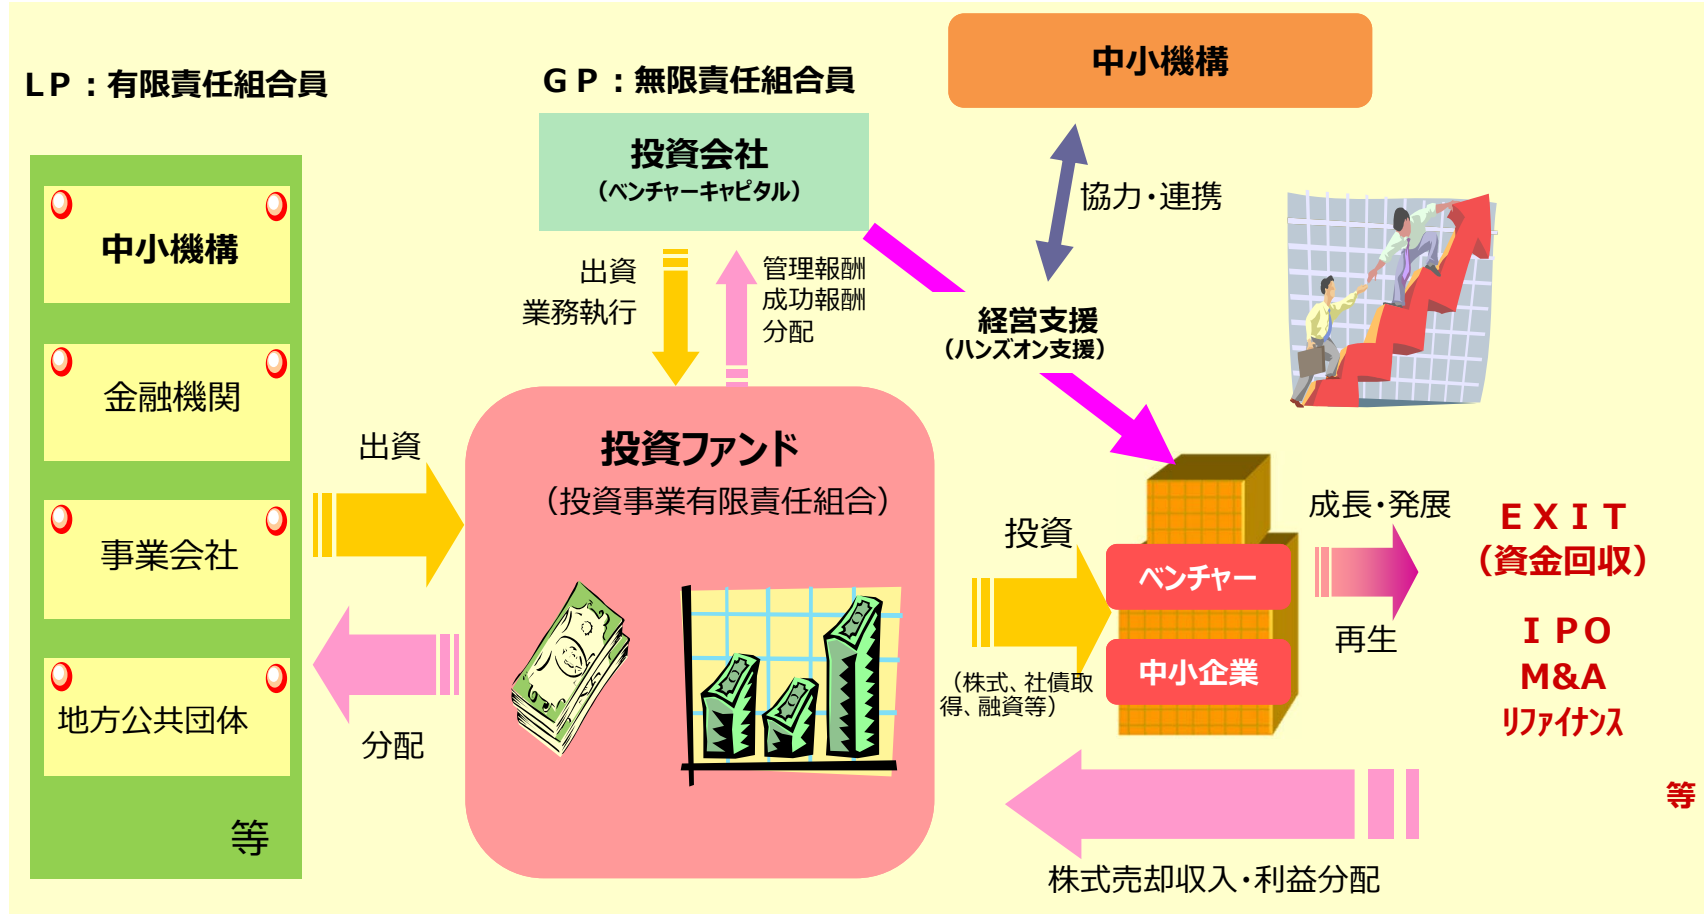 LP：有限責任組合員
中小機構
金融機関
事業会社
地方公共団体
等
出資
分配
ＧＰ：無限責任組合員
投資会社
（ベンチャーキャピタル）
出資
業務執行
管理報酬
成功報酬
分配
投資ファンド
（投資事業有限責任組合）
中小機構
協力・連携
経営支援
（ハンズオン支援）
投資
（株式、社債取
得、融資等）
ベンチャー
中小企業
成長・発展
再生
ＥＸＩＴ
（資金回収）
ＩＰＯ
M&A
リファイナンス
等
株式売却収入・利益分配